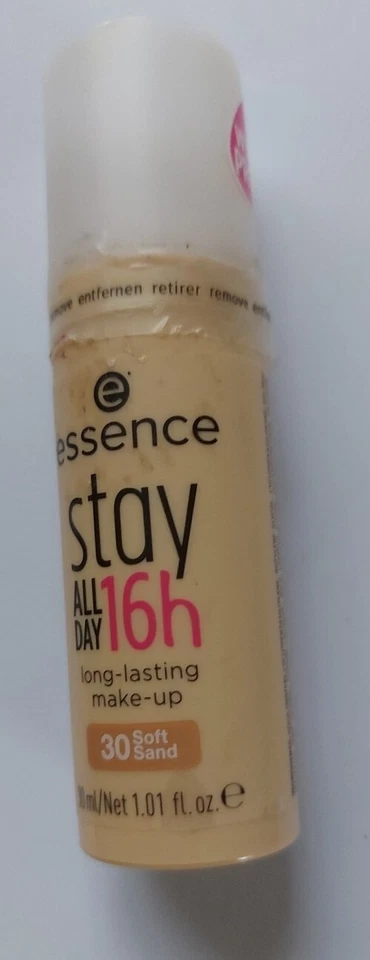 entfernen retirer remove
e
essence
stay
ALL DAY 16h
long-lasting
make-up
30 Soft Sand
ml/Net 1.01 fl.oz.e